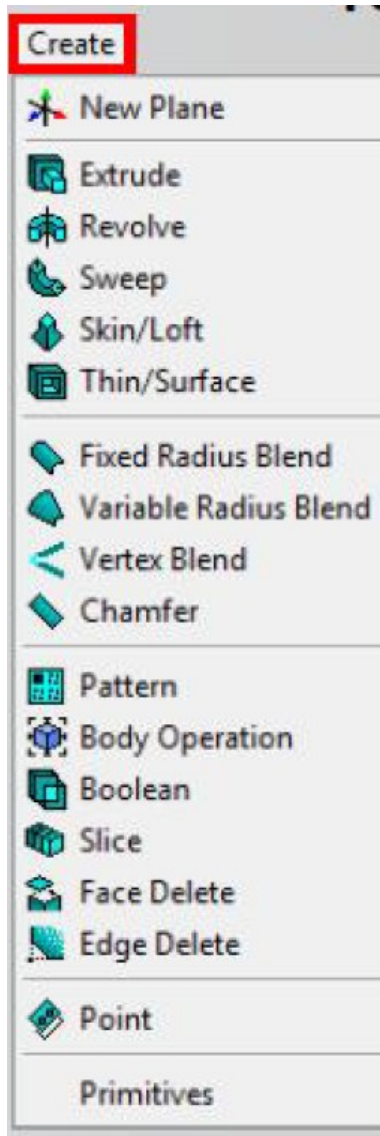 Create
New Plane
Extrude
Revolve
Sweep
Skin/Loft
Thin/Surface
Fixed Radius Blend
Variable Radius Blend
Vertex Blend
Chamfer
Pattern
Body Operation
Boolean
Slice
Face Delete
Edge Delete
Point
Primitives